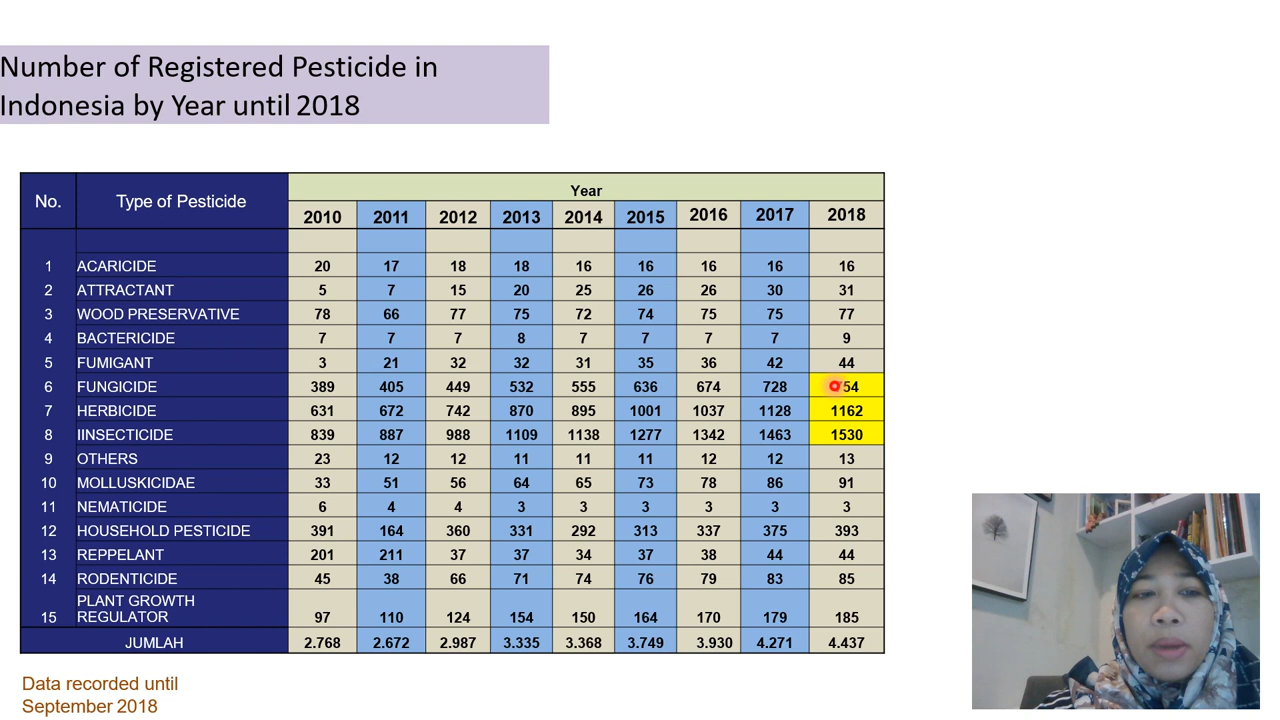 Number of Registered Pesticide in
Indonesia by Year until 2018
No. Type of Pesticide Year
2010 2011 2012 2013 2014 2015 2016 2017 2018
1 ACARICIDE 20 17 18 18 16 16 16 16 16
2 ATTRACTANT 5 7 15 20 25 26 26 30 31
3 WOOD PRESERVATIVE 78 66 77 75 72 74 75 75 77
4 BACTERICIDE 7 7 7 8 7 7 7 7 9
5 FUMIGANT 3 21 32 32 31 35 36 42 44
6 FUNGICIDE 389 405 449 532 555 636 674 728
7 HERBICIDE 631 672 742 870 895 1001 1037 1128 1162
8 IINSECTICIDE 839 887 988 1109 1138 1277 1342 1463 1530
9 OTHERS 23 12 12 11 11 11 12 12 13
10 MOLLUSKICIDAE 33 51 56 64 65 73 78 86 91
11 NEMATICIDE 6 4 4 3 3 3 3 3 3
12 HOUSEHOLD PESTICIDE 391 164 360 331 292 313 337 375 393
13 REPPELANT 201 211 37 37 34 37 38 44 44
14 RODENTICIDE 45 38 66 71 74 76 79 83 85
PLANT GROWTH
15 REGULATOR 97 110 124 154 150 164 170 179 185
JUMLAH 2.768 2.672 2.987 3.335 3.368 3.749 3.930 4.271 4.437
Data recorded until
September 2018